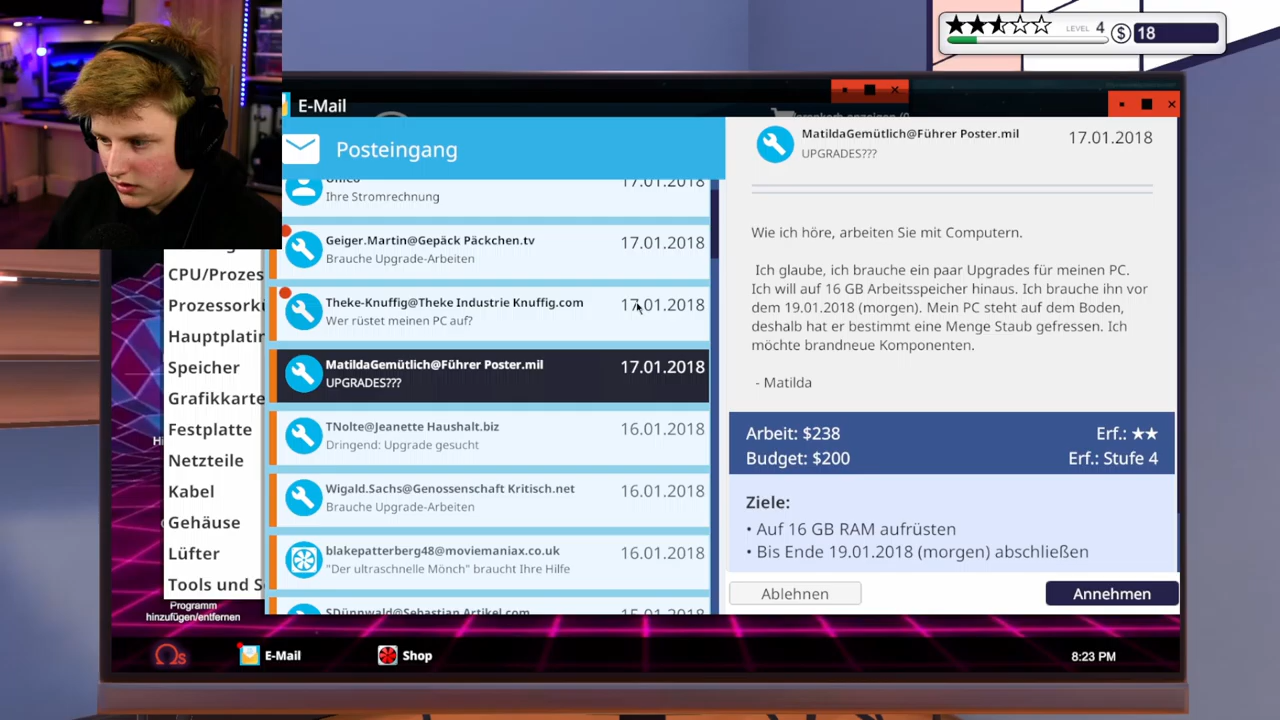 LEVEL 4 $ 18
E-Mail
Posteingang
17.01.2018
Ihre Stromrechnung
Geiger.Martin@Gepäck Päckchen.tv 17.01.2018
Brauche Upgrade-Arbeiten
Theke-Knuffig@Theke Industrie Knuffig.com 17.01.2018
Wer rüstet meinen PC auf?
MatildaGemütlich@Führer Poster.mil 17.01.2018
UPGRADES???
TNolte@Jeanette Haushalt.biz 16.01.2018
Dringend: Upgrade gesucht
Wigald.Sachs@Genossenschaft Kritisch.net 16.01.2018
Brauche Upgrade-Arbeiten
blakepatterberg48@moviemaniax.co.uk 16.01.2018
"Der ultraschnelle Mönch" braucht Ihre Hilfe
SDünnwald@Sebastian Artikel.com 15.01.2018
MatildaGemütlich@Führer Poster.mil 17.01.2018
UPGRADES???
Wie ich höre, arbeiten Sie mit Computern.
Ich glaube, ich brauche ein paar Upgrades für meinen PC.
Ich will auf 16 GB Arbeitsspeicher hinaus. Ich brauche ihn vor
dem 19.01.2018 (morgen). Mein PC steht auf dem Boden,
deshalb hat er bestimmt eine Menge Staub gefressen. Ich
möchte brandneue Komponenten.
- Matilda
Arbeit: $238 Erf.: ★★
Budget: $200 Erf.: Stufe 4
Ziele:
• Auf 16 GB RAM aufrüsten
• Bis Ende 19.01.2018 (morgen) abschließen
Ablehnen Annehmen
CPU/Prozes
Prozessorkü
Hauptplatin
Speicher
Grafikkarte
Festplatte
Netzteile
Kabel
Gehäuse
Lüfter
Tools und S
Programm
hinzufügen/entfernen
E-Mail Shop 8:23 PM